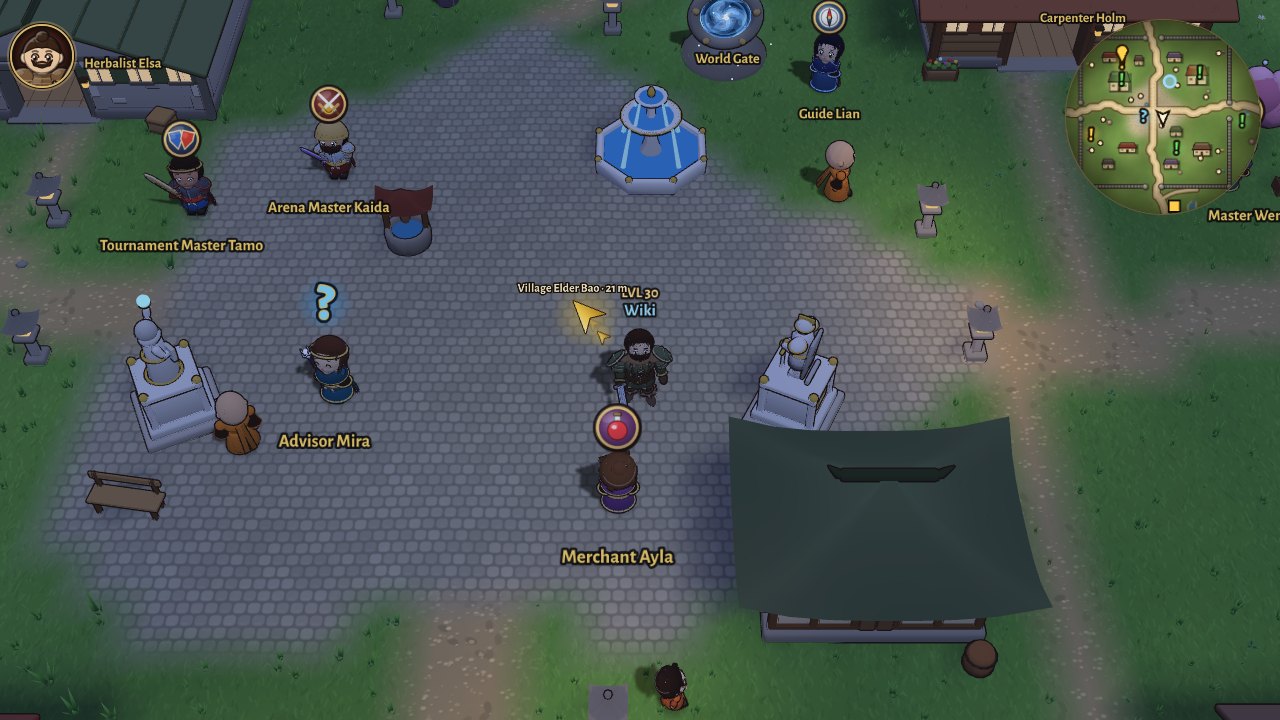 Carpenter Holm
World Gate
Herbalist Elsa
Guide Lian
Arena Master Kaida
Master Wer
Tournament Master Tamo
?
Village Elder Bao · 21 m
LVL 30
Wiki
Advisor Mira
Merchant Ayla